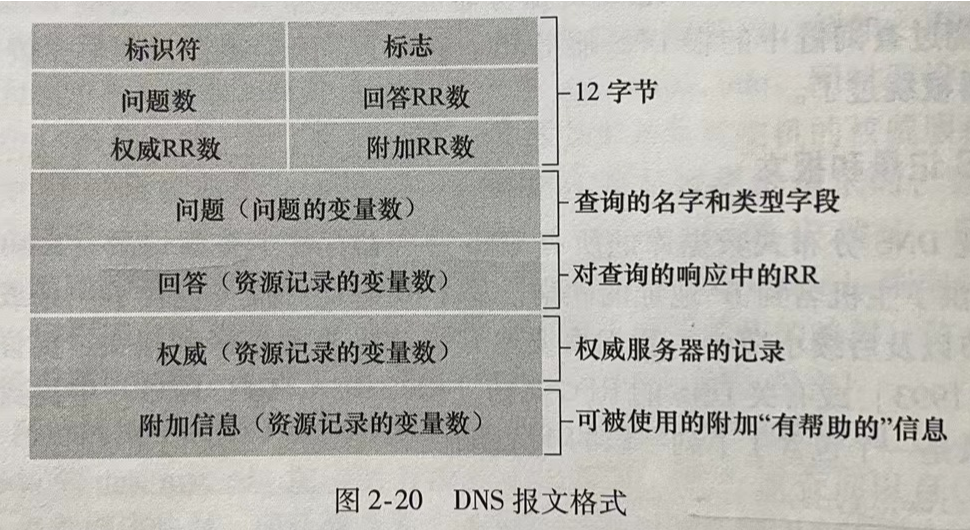 标识符 标志
问题数 回答RR数
权威RR数 附加RR数
12 字节
问题（问题的变量数）
查询的名字和类型字段
回答（资源记录的变量数）
对查询的响应中的RR
权威（资源记录的变量数）
权威服务器的记录
附加信息（资源记录的变量数）
可被使用的附加“有帮助的”信息
图 2-20 DNS 报文格式